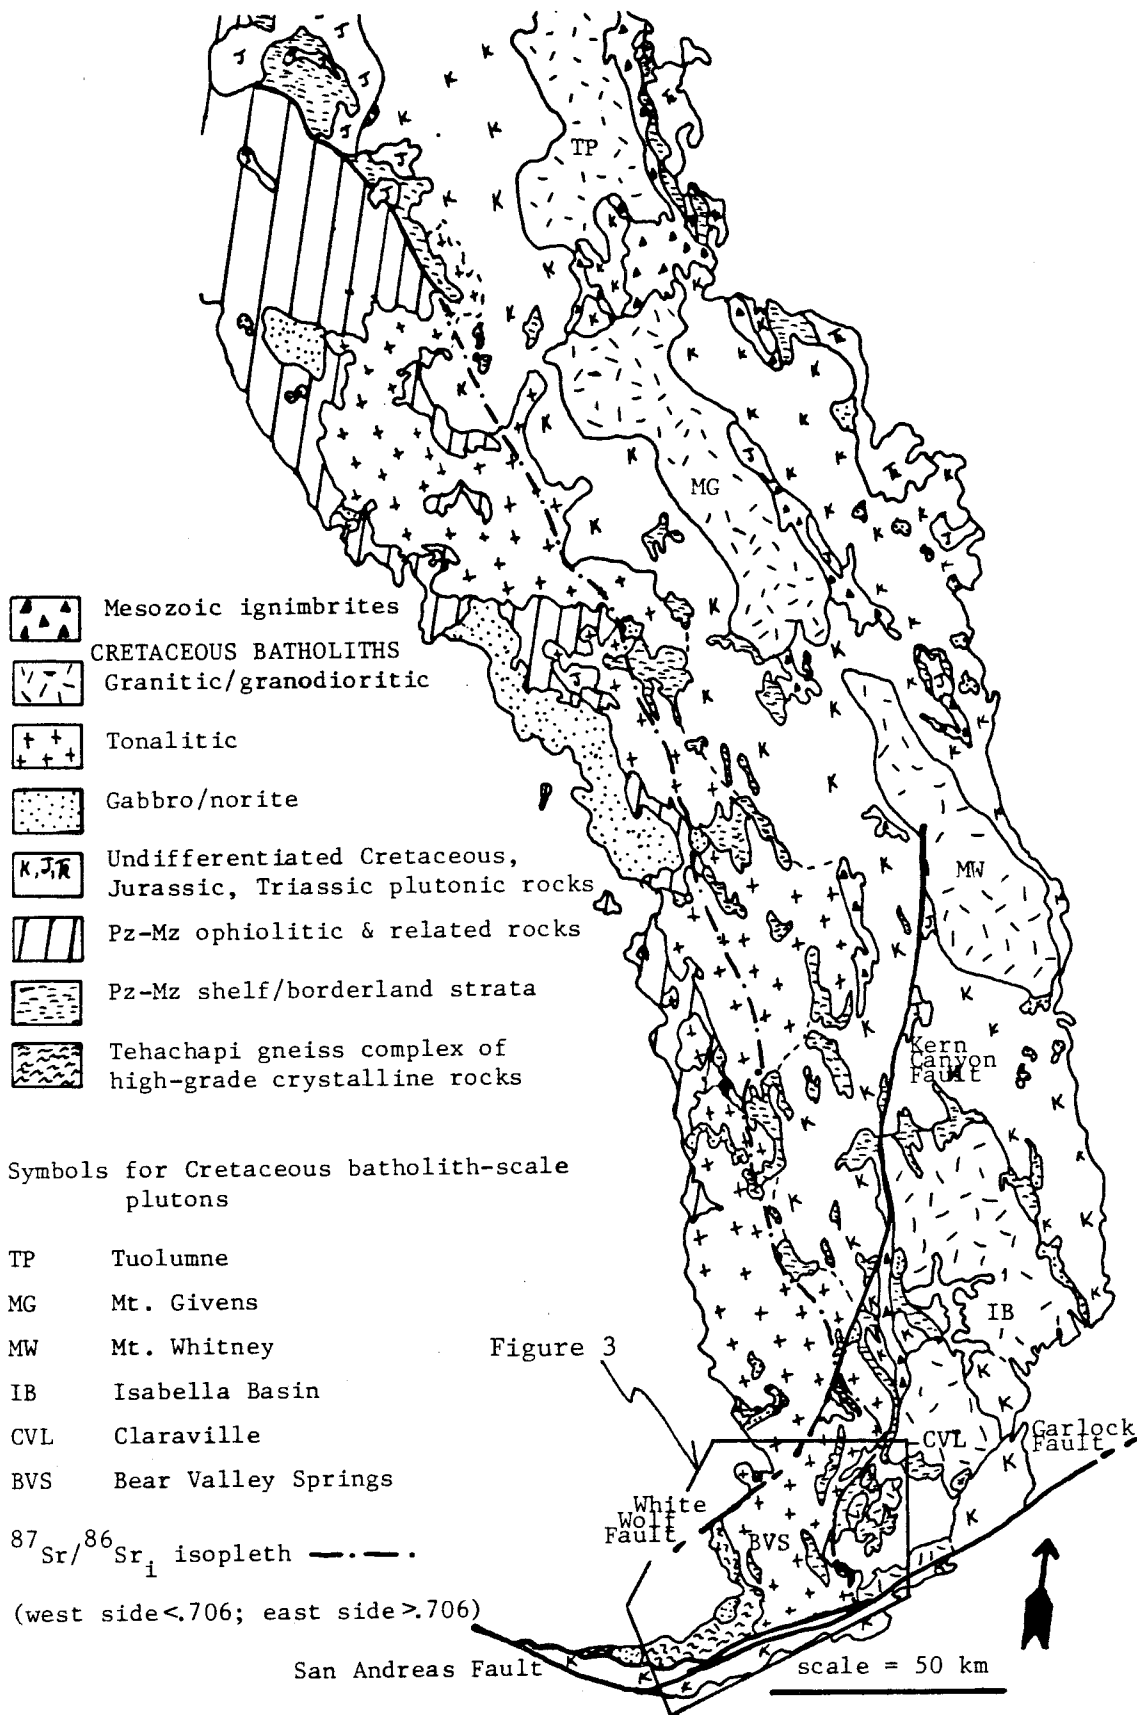 TP
MG
Mesozoic ignimbrites
CRETACEOUS BATHOLITHS
Granitic/granodioritic
Tonalitic
Gabbro/norite
K,J,Tr
Undifferentiated Cretaceous,
Jurassic, Triassic plutonic rocks
Pz-Mz ophiolitic & related rocks
Pz-Mz shelf/borderland strata
Tehachapi gneiss complex of
high-grade crystalline rocks
MW
Kern
Canyon
Fault
Symbols for Cretaceous batholith-scale
plutons
TP Tuolumne
MG Mt. Givens
MW Mt. Whitney
IB Isabella Basin
CVL Claraville
BVS Bear Valley Springs
87Sr/86Sri isopleth
(west side<.706; east side>.706)
IB
Figure 3
CVL
Garlock
Fault
White
Wolf
Fault
BVS
San Andreas Fault
scale = 50 km